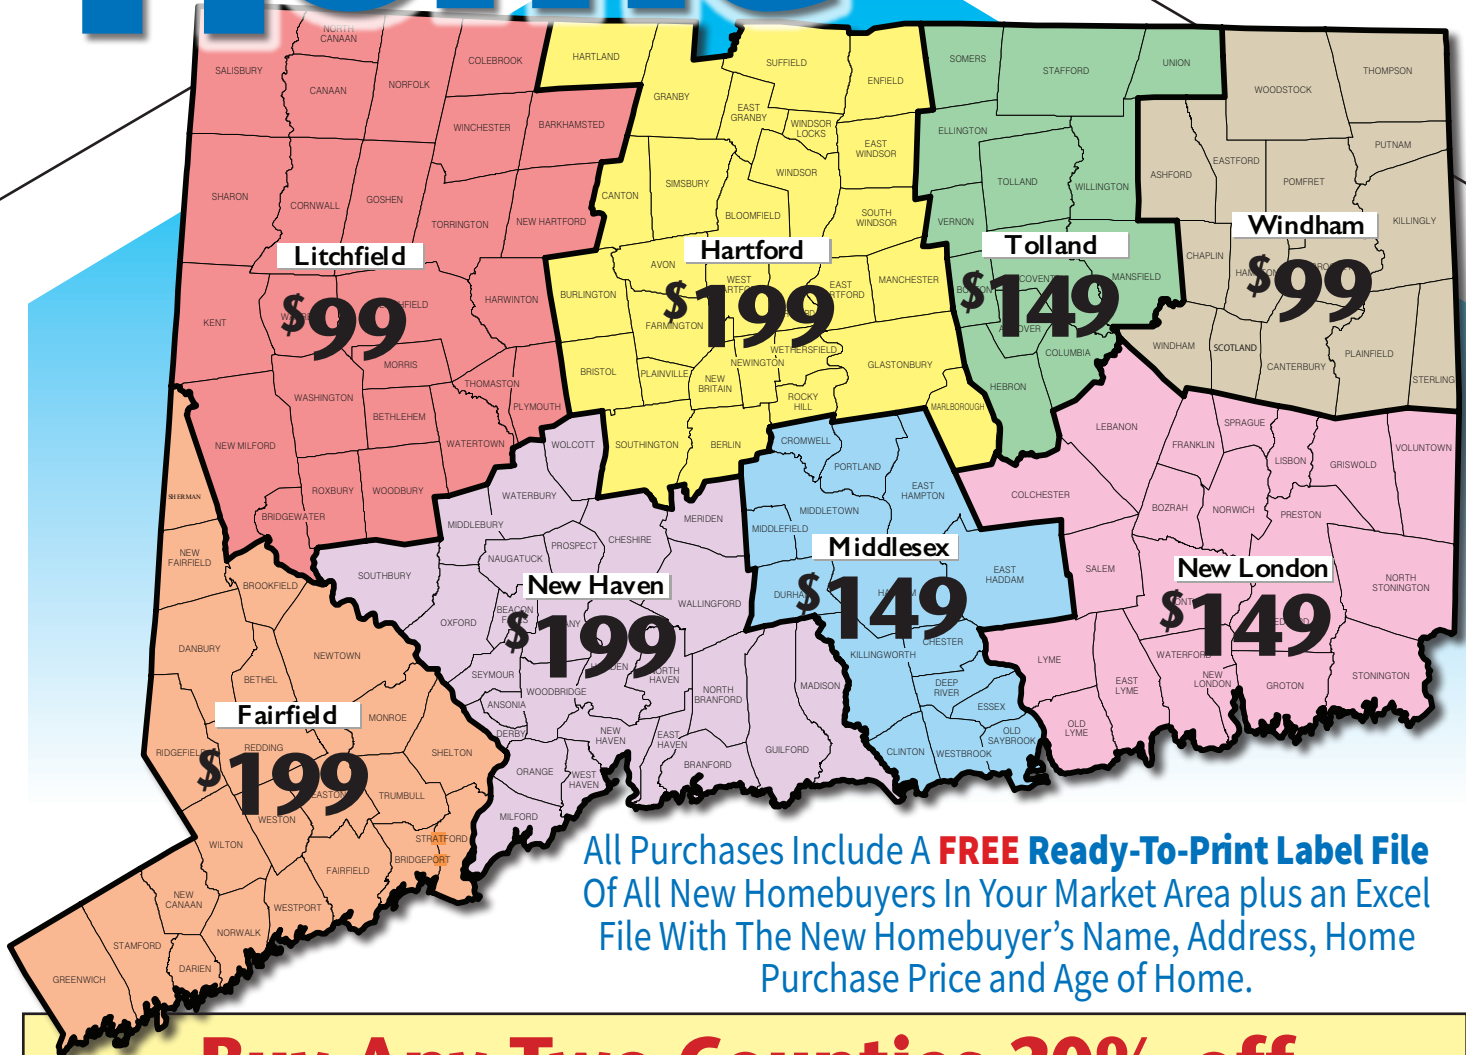 Home
NORTH CANAAN
COLEBROOK
HARTLAND
SUFFIELD
SOMERS
STAFFORD
UNION
WOODSTOCK
THOMPSON
SALISBURY
CANAAN
NORFOLK
GRANBY
ENFIELD
WINCHESTER
BARKHAMSTED
EAST GRANBY
WINDSOR LOCKS
EAST WINDSOR
ELLINGTON
PUTNAM
EASTFORD
SHARON
CORNWALL
GOSHEN
TORRINGTON
NEW HARTFORD
CANTON
SIMSBURY
WINDSOR
BLOOMFIELD
SOUTH WINDSOR
TOLLAND
WILLINGTON
VERNON
ASHFORD
POMFRET
KILLINGLY
Litchfield
Hartford
Tolland
Windham
$99
$199
$149
$99
KENT
HARWINTON
BURLINGTON
AVON
WEST
EAST
MANCHESTER
MANSFIELD
CHAPLIN
FARMINGTON
WETHERSFIELD
NEWINGTON
COLUMBIA
WINDHAM
SCOTLAND
CANTERBURY
PLAINFIELD
STERLING
MORRIS
WASHINGTON
BETHLEHEM
THOMASTON
PLYMOUTH
BRISTOL
PLAINVILLE
NEW BRITAIN
ROCKY HILL
GLASTONBURY
MARLBOROUGH
HEBRON
NEW MILFORD
WATERTOWN
WOLCOTT
SOUTHINGTON
BERLIN
CROMWELL
PORTLAND
LEBANON
FRANKLIN
SPRAGUE
LISBON
GRISWOLD
VOLUNTOWN
SHERMAN
ROXBURY
WOODBURY
BRIDGEWATER
WATERBURY
MIDDLEBURY
MERIDEN
MIDDLETOWN
MIDDLEFIELD
EAST HAMPTON
COLCHESTER
BOZRAH
NORWICH
PRESTON
NEW FAIRFIELD
BROOKFIELD
SOUTHBURY
NAUGATUCK
PROSPECT
CHESHIRE
New Haven
$199
WALLINGFORD
Middlesex
$149
EAST HADDAM
SALEM
New London
$149
NORTH STONINGTON
OXFORD
CHESTER
KILLINGWORTH
DANBURY
NEWTOWN
BETHEL
SEYMOUR
WOODBRIDGE
ANSONIA
DERBY
NORTH BRANFORD
MADISON
DEEP RIVER
ESSEX
LYME
EAST LYME
WATERFORD
NEW LONDON
GROTON
STONINGTON
Fairfield
$199
MONROE
SHELTON
RIDGEFIELD
REDDING
EASTON
WESTON
TRUMBULL
ORANGE
NEW HAVEN
WEST HAVEN
EAST HAVEN
BRANFORD
GUILFORD
CLINTON
WESTBROOK
OLD SAYBROOK
OLD LYME
MILFORD
WILTON
STRATFORD
BRIDGEPORT
FAIRFIELD
NEW CANAAN
WESTPORT
NORWALK
STAMFORD
DARIEN
GREENWICH
All Purchases Include A FREE Ready-To-Print Label File
Of All New Homebuyers In Your Market Area plus an Excel
File With The New Homebuyer's Name, Address, Home
Purchase Price and Age of Home.
Buy Any Two Counties 20% off